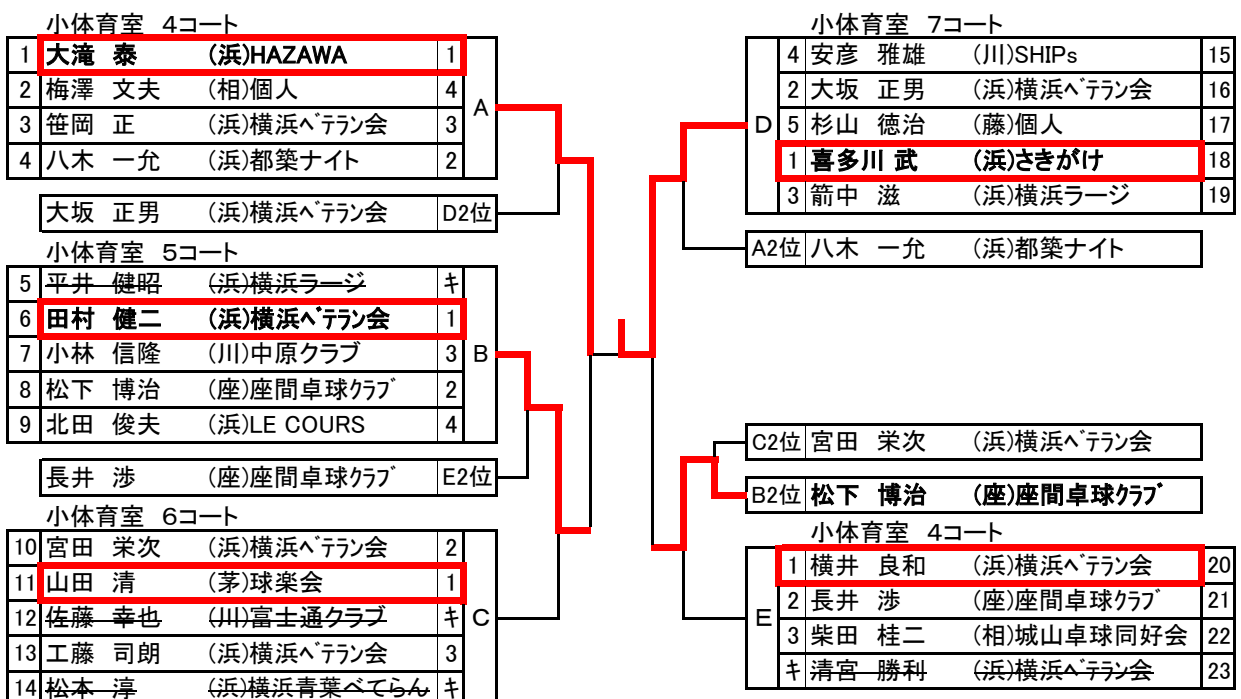 小体育室 4コート
1 大滝 泰 (浜)HAZAWA 1
2 梅澤 文夫 (相)個人 4
3 笹岡 正 (浜)横浜ベテラン会 3
4 八木 一允 (浜)都築ナイト 2
A
大坂 正男 (浜)横浜ベテラン会 D2位
小体育室 5コート
5 平井 健昭 (浜)横浜ラージ キ
6 田村 健二 (浜)横浜ベテラン会 1
7 小林 信隆 (川)中原クラブ 3
8 松下 博治 (座)座間卓球クラブ 2
9 北田 俊夫 (浜)LE COURS 4
B
長井 渉 (座)座間卓球クラブ E2位
小体育室 6コート
10 宮田 栄次 (浜)横浜ベテラン会 2
11 山田 清 (茅)球楽会 1
12 佐藤 幸也 (川)富士通クラブ キ
13 工藤 司朗 (浜)横浜ベテラン会 3
14 松本 淳 (浜)横浜青葉べてらん キ
C
小体育室 7コート
4 安彦 雅雄 (川)SHIPs 15
2 大坂 正男 (浜)横浜ベテラン会 16
5 杉山 徳治 (藤)個人 17
1 喜多川 武 (浜)さきがけ 18
3 箭中 滋 (浜)横浜ラージ 19
D
A2位 八木 一允 (浜)都築ナイト
C2位 宮田 栄次 (浜)横浜ベテラン会
B2位 松下 博治 (座)座間卓球クラブ
小体育室 4コート
1 横井 良和 (浜)横浜ベテラン会 20
2 長井 渉 (座)座間卓球クラブ 21
3 柴田 桂二 (相)城山卓球同好会 22
キ 清宮 勝利 (浜)横浜ベテラン会 23
E